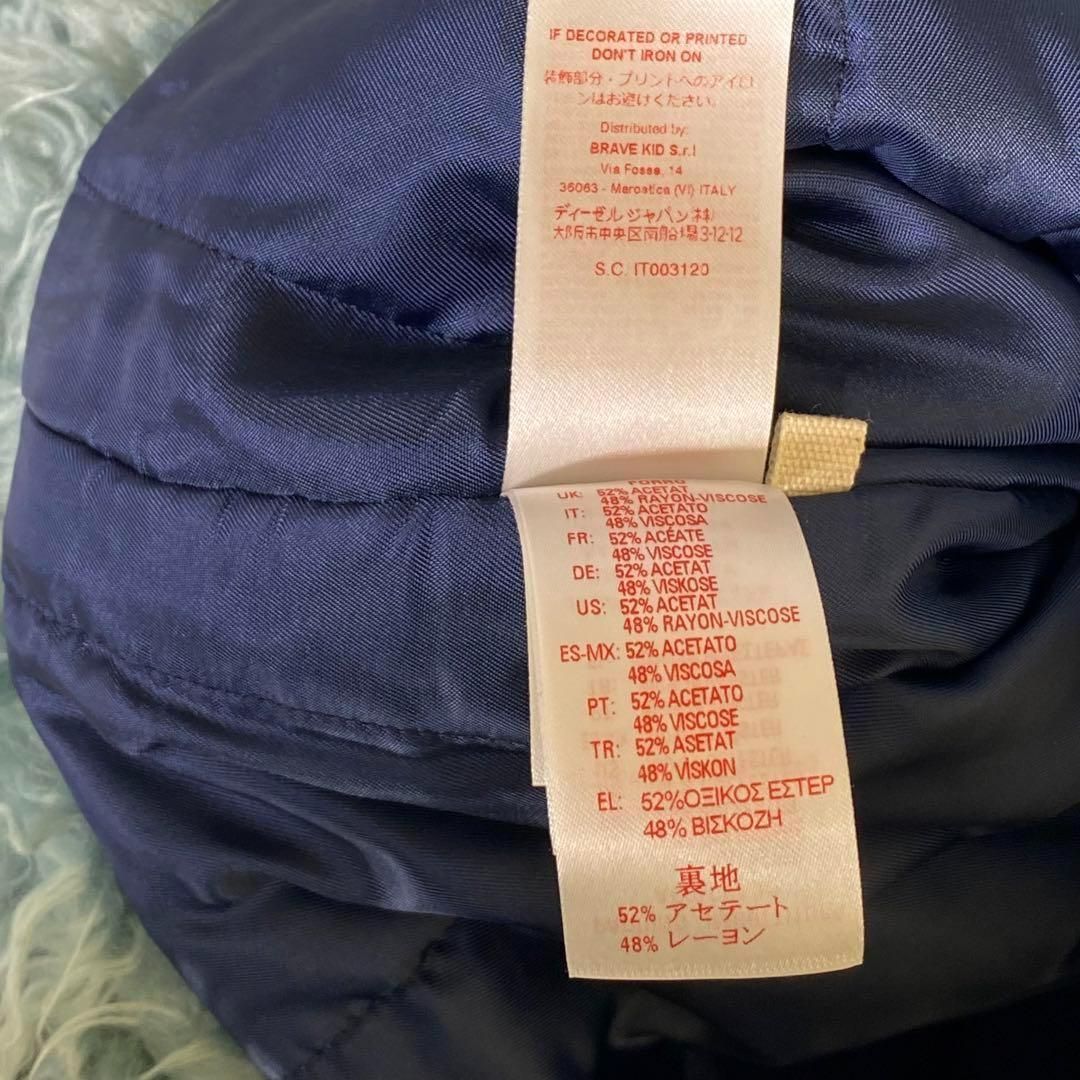 IF DECORATED OR PRINTED
DON'T IRON ON
装飾部分・プリントへのアイロ
ンはお避けください。
Distributed by:
BRAVE KID S.r.l
Via Fossa, 14
36063 - Marostica (VI) ITALY
ディーゼルジャパン㈱
大阪市中央区南船場3-12-12
S.C. IT003120
FORRO
UK: 52% ACETAT
48% RAYON-VISCOSE
IT: 52% ACETATO
48% VISCOSA
FR: 52% ACÉATE
48% VISCOSE
DE: 52% ACETAT
48% VISKOSE
US: 52% ACETAT
48% RAYON-VISCOSE
ES-MX: 52% ACETATO
48% VISCOSA
PT: 52% ACETATO
48% VISCOSE
TR: 52% ASETAT
48% VİSKON
EL: 52%ΟΞΙΚΟΣ ΕΣΤΕΡ
48% ΒΙΣΚΟΖΗ
裏地
52% アセテート
48% レーヨン